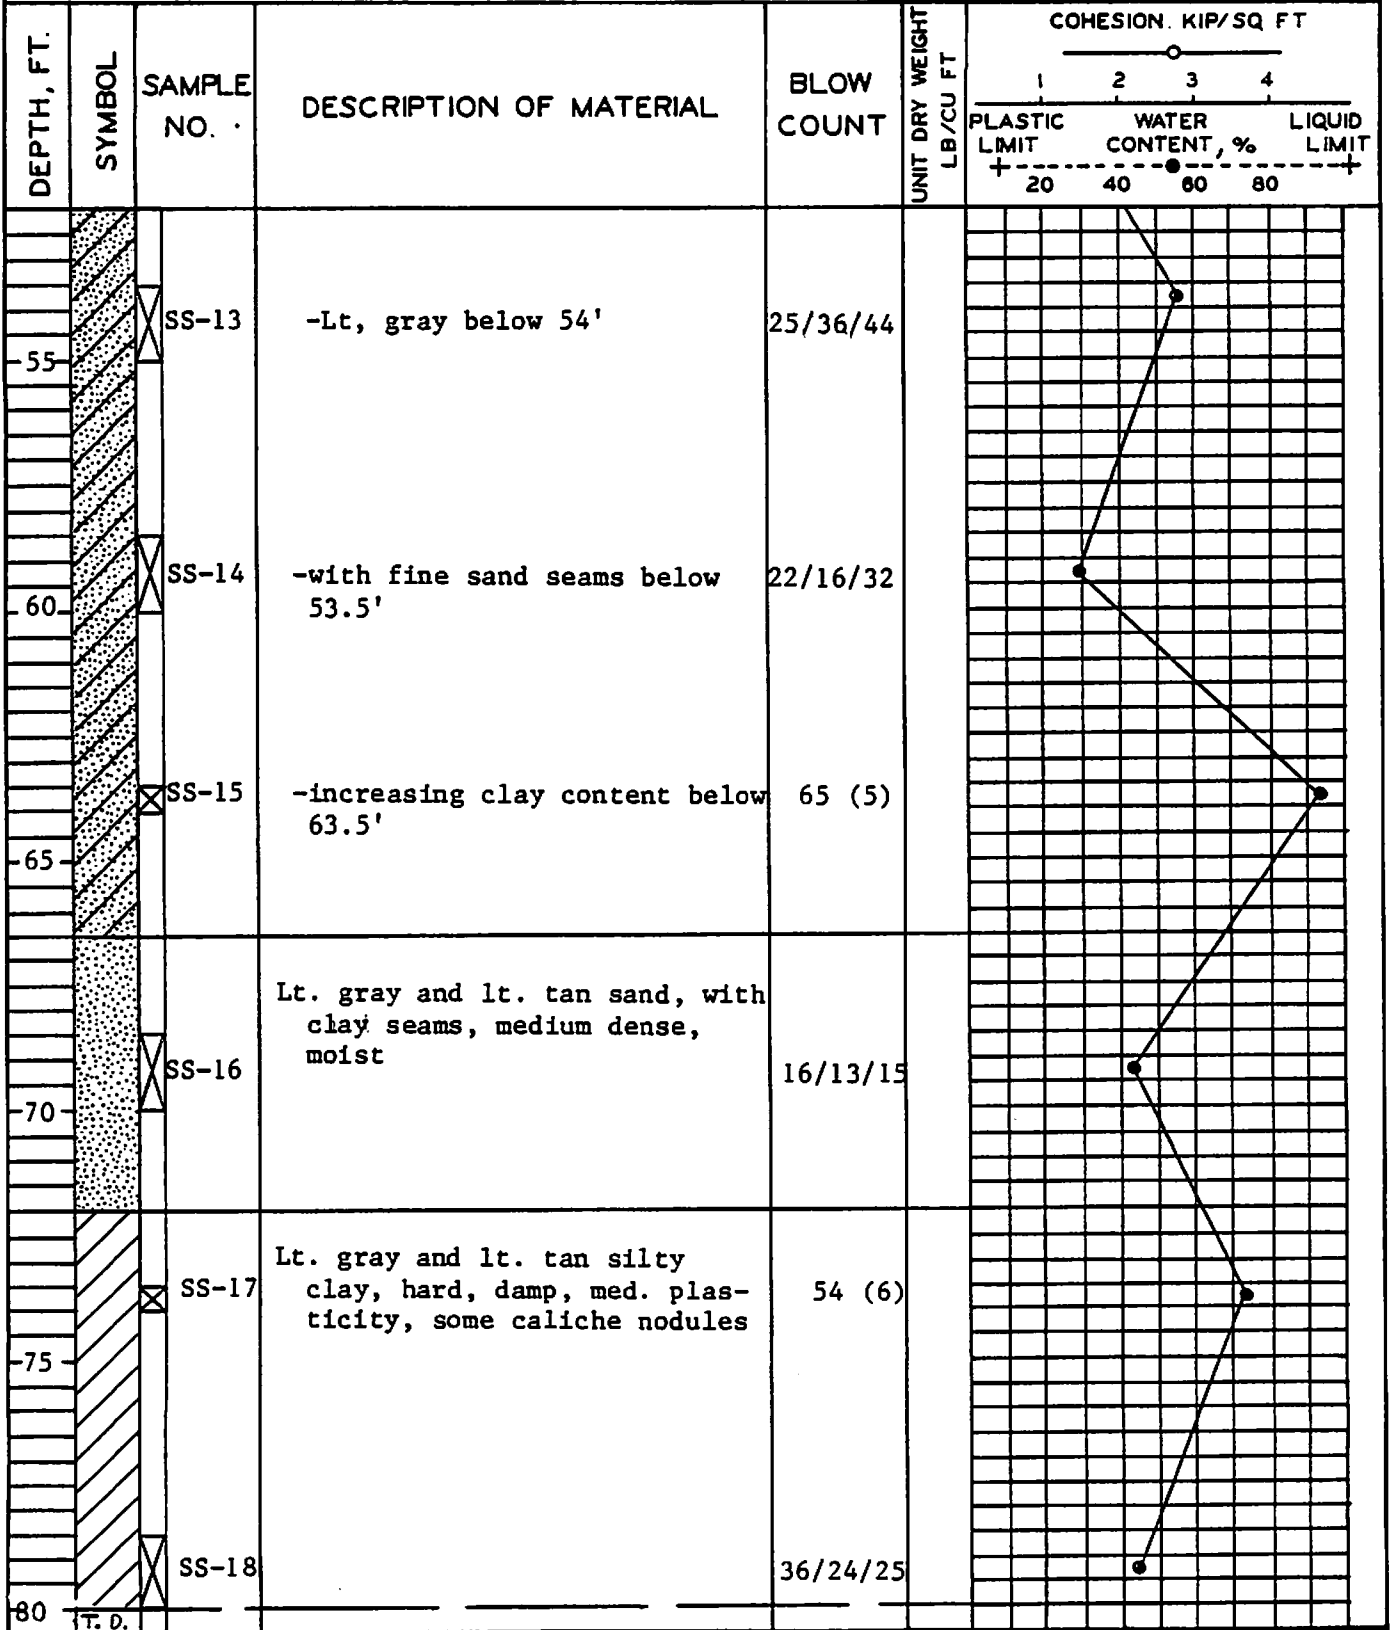 DEPTH, FT.
SYMBOL
SAMPLE
NO.
DESCRIPTION OF MATERIAL
BLOW
COUNT
UNIT DRY WEIGHT
LB/CU FT
COHESION. KIP/SQ FT
1 2 3 4
PLASTIC WATER LIQUID
LIMIT CONTENT, % LIMIT
20 40 60 80
SS-13 -Lt, gray below 54' 25/36/44
55
SS-14 -with fine sand seams below 22/16/32
53.5'
60
SS-15 -increasing clay content below 65 (5)
63.5'
65
Lt. gray and lt. tan sand, with
clay seams, medium dense,
moist
SS-16 16/13/15
70
Lt. gray and lt. tan silty
SS-17 clay, hard, damp, med. plas- 54 (6)
ticity, some caliche nodules
75
SS-18 36/24/25
80 T. D.